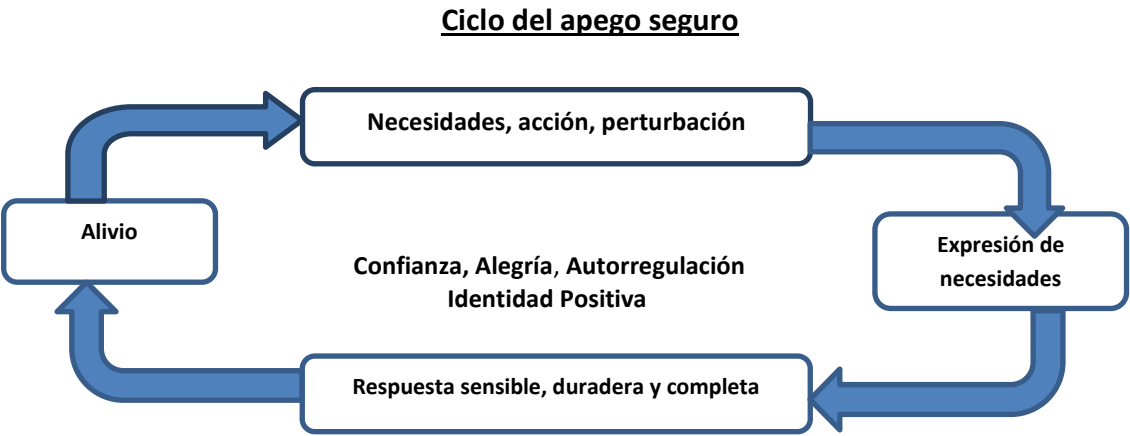 Ciclo del apego seguro
Necesidades, acción, perturbación
Alivio
Expresión de
necesidades
Confianza, Alegría, Autorregulación
Identidad Positiva
Respuesta sensible, duradera y completa